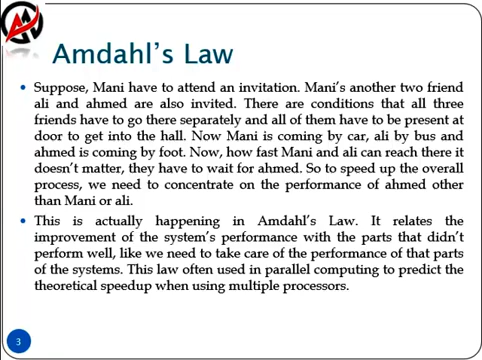 Amdahl's Law
Suppose, Mani have to attend an invitation. Mani's another two friend
ali and ahmed are also invited. There are conditions that all three
friends have to go there separately and all of them have to be present at
door to get into the hall. Now Mani is coming by car, ali by bus and
ahmed is coming by foot. Now, how fast Mani and ali can reach there it
doesn't matter, they have to wait for ahmed. So to speed up the overall
process, we need to concentrate on the performance of ahmed other
than Mani or ali.
This is actually happening in Amdahl's Law. It relates the
improvement of the system's performance with the parts that didn't
perform well, like we need to take care of the performance of that parts
of the systems. This law often used in parallel computing to predict the
theoretical speedup when using multiple processors.
3